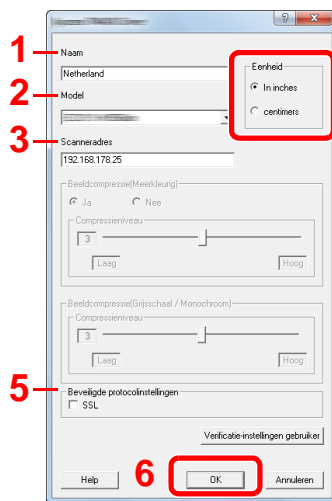 1
Naam
Netherland
Eenheid
In inches
centimers
2
Model
3
Scanneradres
192.168.178.25
Beeldcompressie(Meerkleurig)
Ja
Nee
Compressieniveau
3
Laag
Hoog
Beeldcompressie(Grijsschaal / Monochroom)
Compressieniveau
3
Laag
Hoog
5
Beveiligde protocolinstellingen
SSL
Verificatie-instellingen gebruiker
Help
6
OK
Annuleren